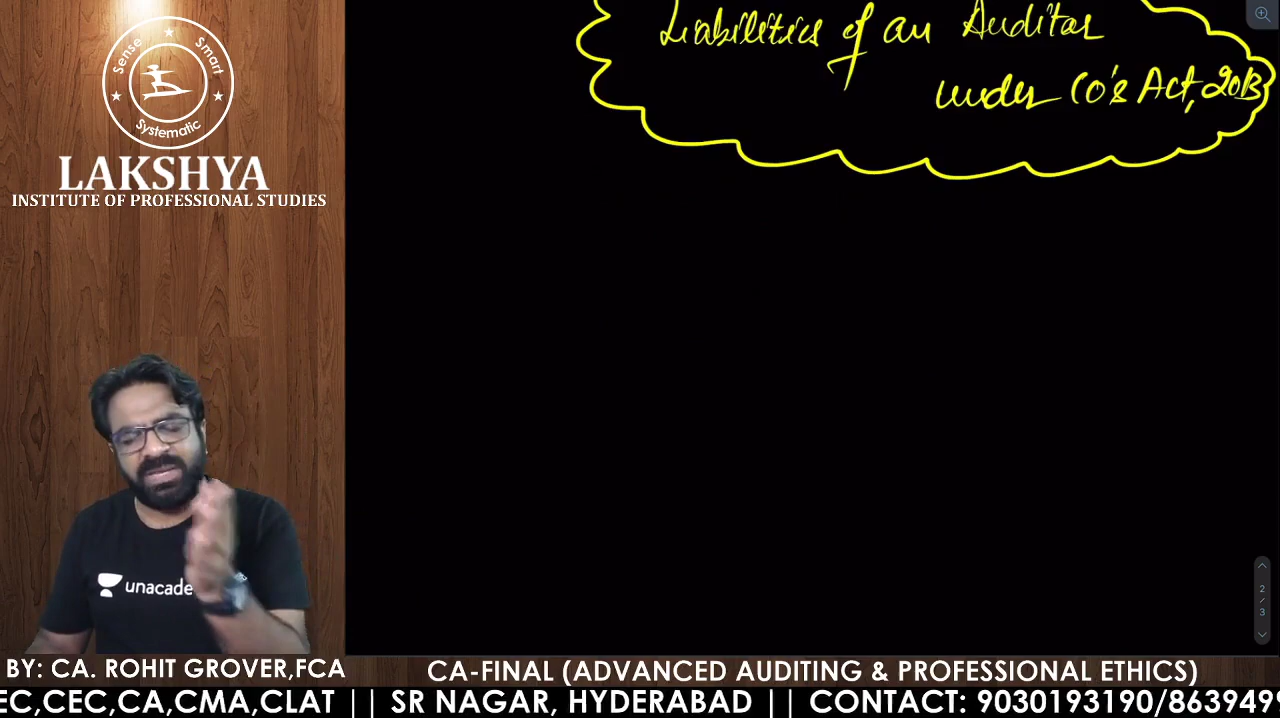 Liabilities of an Auditor
under Co's Act, 2013
Sense
Smart
Systematic
LAKSHYA
INSTITUTE OF PROFESSIONAL STUDIES
unacade
2
/
3
BY: CA. ROHIT GROVER,FCA
CA-FINAL (ADVANCED AUDITING & PROFESSIONAL ETHICS)
EC,CEC,CA,CMA,CLAT || SR NAGAR, HYDERABAD || CONTACT: 9030193190/863949